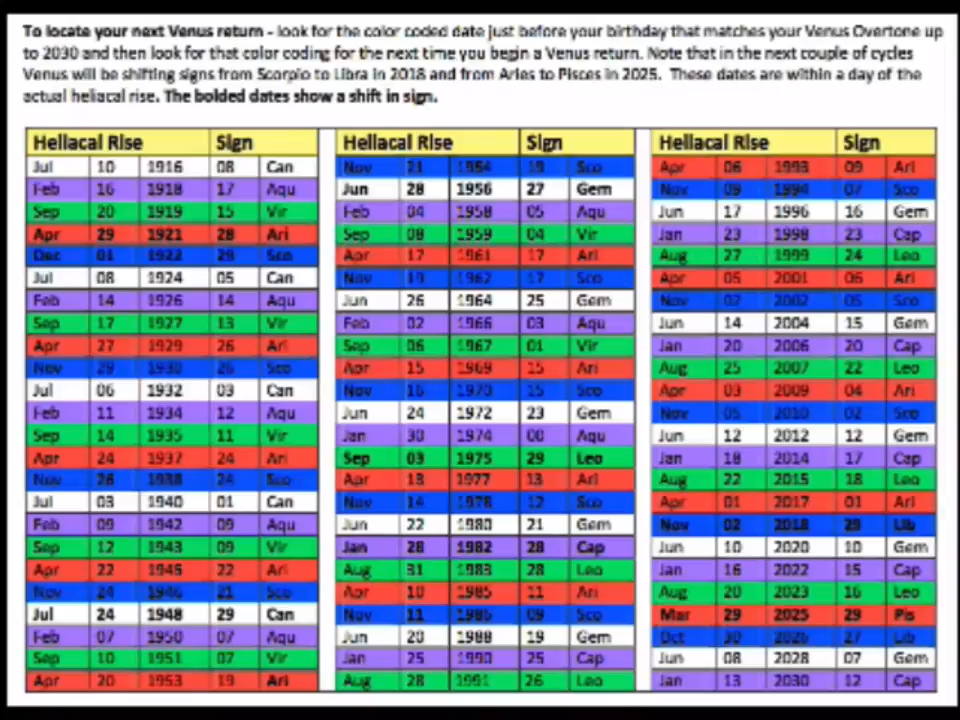 To locate your next Venus return - look for the color coded date just before your birthday that matches your Venus Overtone up
to 2030 and then look for that color coding for the next time you begin a Venus return. Note that in the next couple of cycles
Venus will be shifting signs from Scorpio to Libra in 2018 and from Aries to Pisces in 2025. These dates are within a day of the
actual heliacal rise. The bolded dates show a shift in sign.
Heliacal Rise Sign
Jul 10 1916 08 Can
Feb 16 1918 17 Aqu
Sep 20 1919 15 Vir
Apr 29 1921 28 Ari
Dec 01 1922 29 Sco
Jul 08 1924 05 Can
Feb 14 1926 14 Aqu
Sep 17 1927 13 Vir
Apr 27 1929 26 Ari
Nov 29 1930 26 Sco
Jul 06 1932 03 Can
Feb 11 1934 12 Aqu
Sep 14 1935 11 Vir
Apr 24 1937 24 Ari
Nov 26 1938 24 Sco
Jul 03 1940 01 Can
Feb 09 1942 09 Aqu
Sep 12 1943 09 Vir
Apr 22 1945 22 Ari
Nov 24 1946 21 Sco
Jul 24 1948 29 Can
Feb 07 1950 07 Aqu
Sep 10 1951 07 Vir
Apr 20 1953 19 Ari
Heliacal Rise Sign
Nov 21 1954 19 Sco
Jun 28 1956 27 Gem
Feb 04 1958 05 Aqu
Sep 08 1959 04 Vir
Apr 17 1961 17 Ari
Nov 19 1962 17 Sco
Jun 26 1964 25 Gem
Feb 02 1966 03 Aqu
Sep 06 1967 01 Vir
Apr 15 1969 15 Ari
Nov 16 1970 15 Sco
Jun 24 1972 23 Gem
Jan 30 1974 00 Aqu
Sep 03 1975 29 Leo
Apr 13 1977 13 Ari
Nov 14 1978 12 Sco
Jun 22 1980 21 Gem
Jan 28 1982 28 Cap
Aug 31 1983 28 Leo
Apr 10 1985 11 Ari
Nov 11 1986 09 Sco
Jun 20 1988 19 Gem
Jan 25 1990 25 Cap
Aug 28 1991 26 Leo
Heliacal Rise Sign
Apr 06 1993 09 Ari
Nov 09 1994 07 Sco
Jun 17 1996 16 Gem
Jan 23 1998 23 Cap
Aug 27 1999 24 Leo
Apr 05 2001 06 Ari
Nov 07 2002 05 Sco
Jun 14 2004 15 Gem
Jan 20 2006 20 Cap
Aug 25 2007 22 Leo
Apr 03 2009 04 Ari
Nov 05 2010 02 Sco
Jun 12 2012 12 Gem
Jan 18 2014 17 Cap
Aug 22 2015 18 Leo
Apr 01 2017 01 Ari
Nov 02 2018 29 Lib
Jun 10 2020 10 Gem
Jan 16 2022 15 Cap
Aug 20 2023 16 Leo
Mar 29 2025 29 Pis
Oct 30 2026 27 Lib
Jun 08 2028 07 Gem
Jan 13 2030 12 Cap